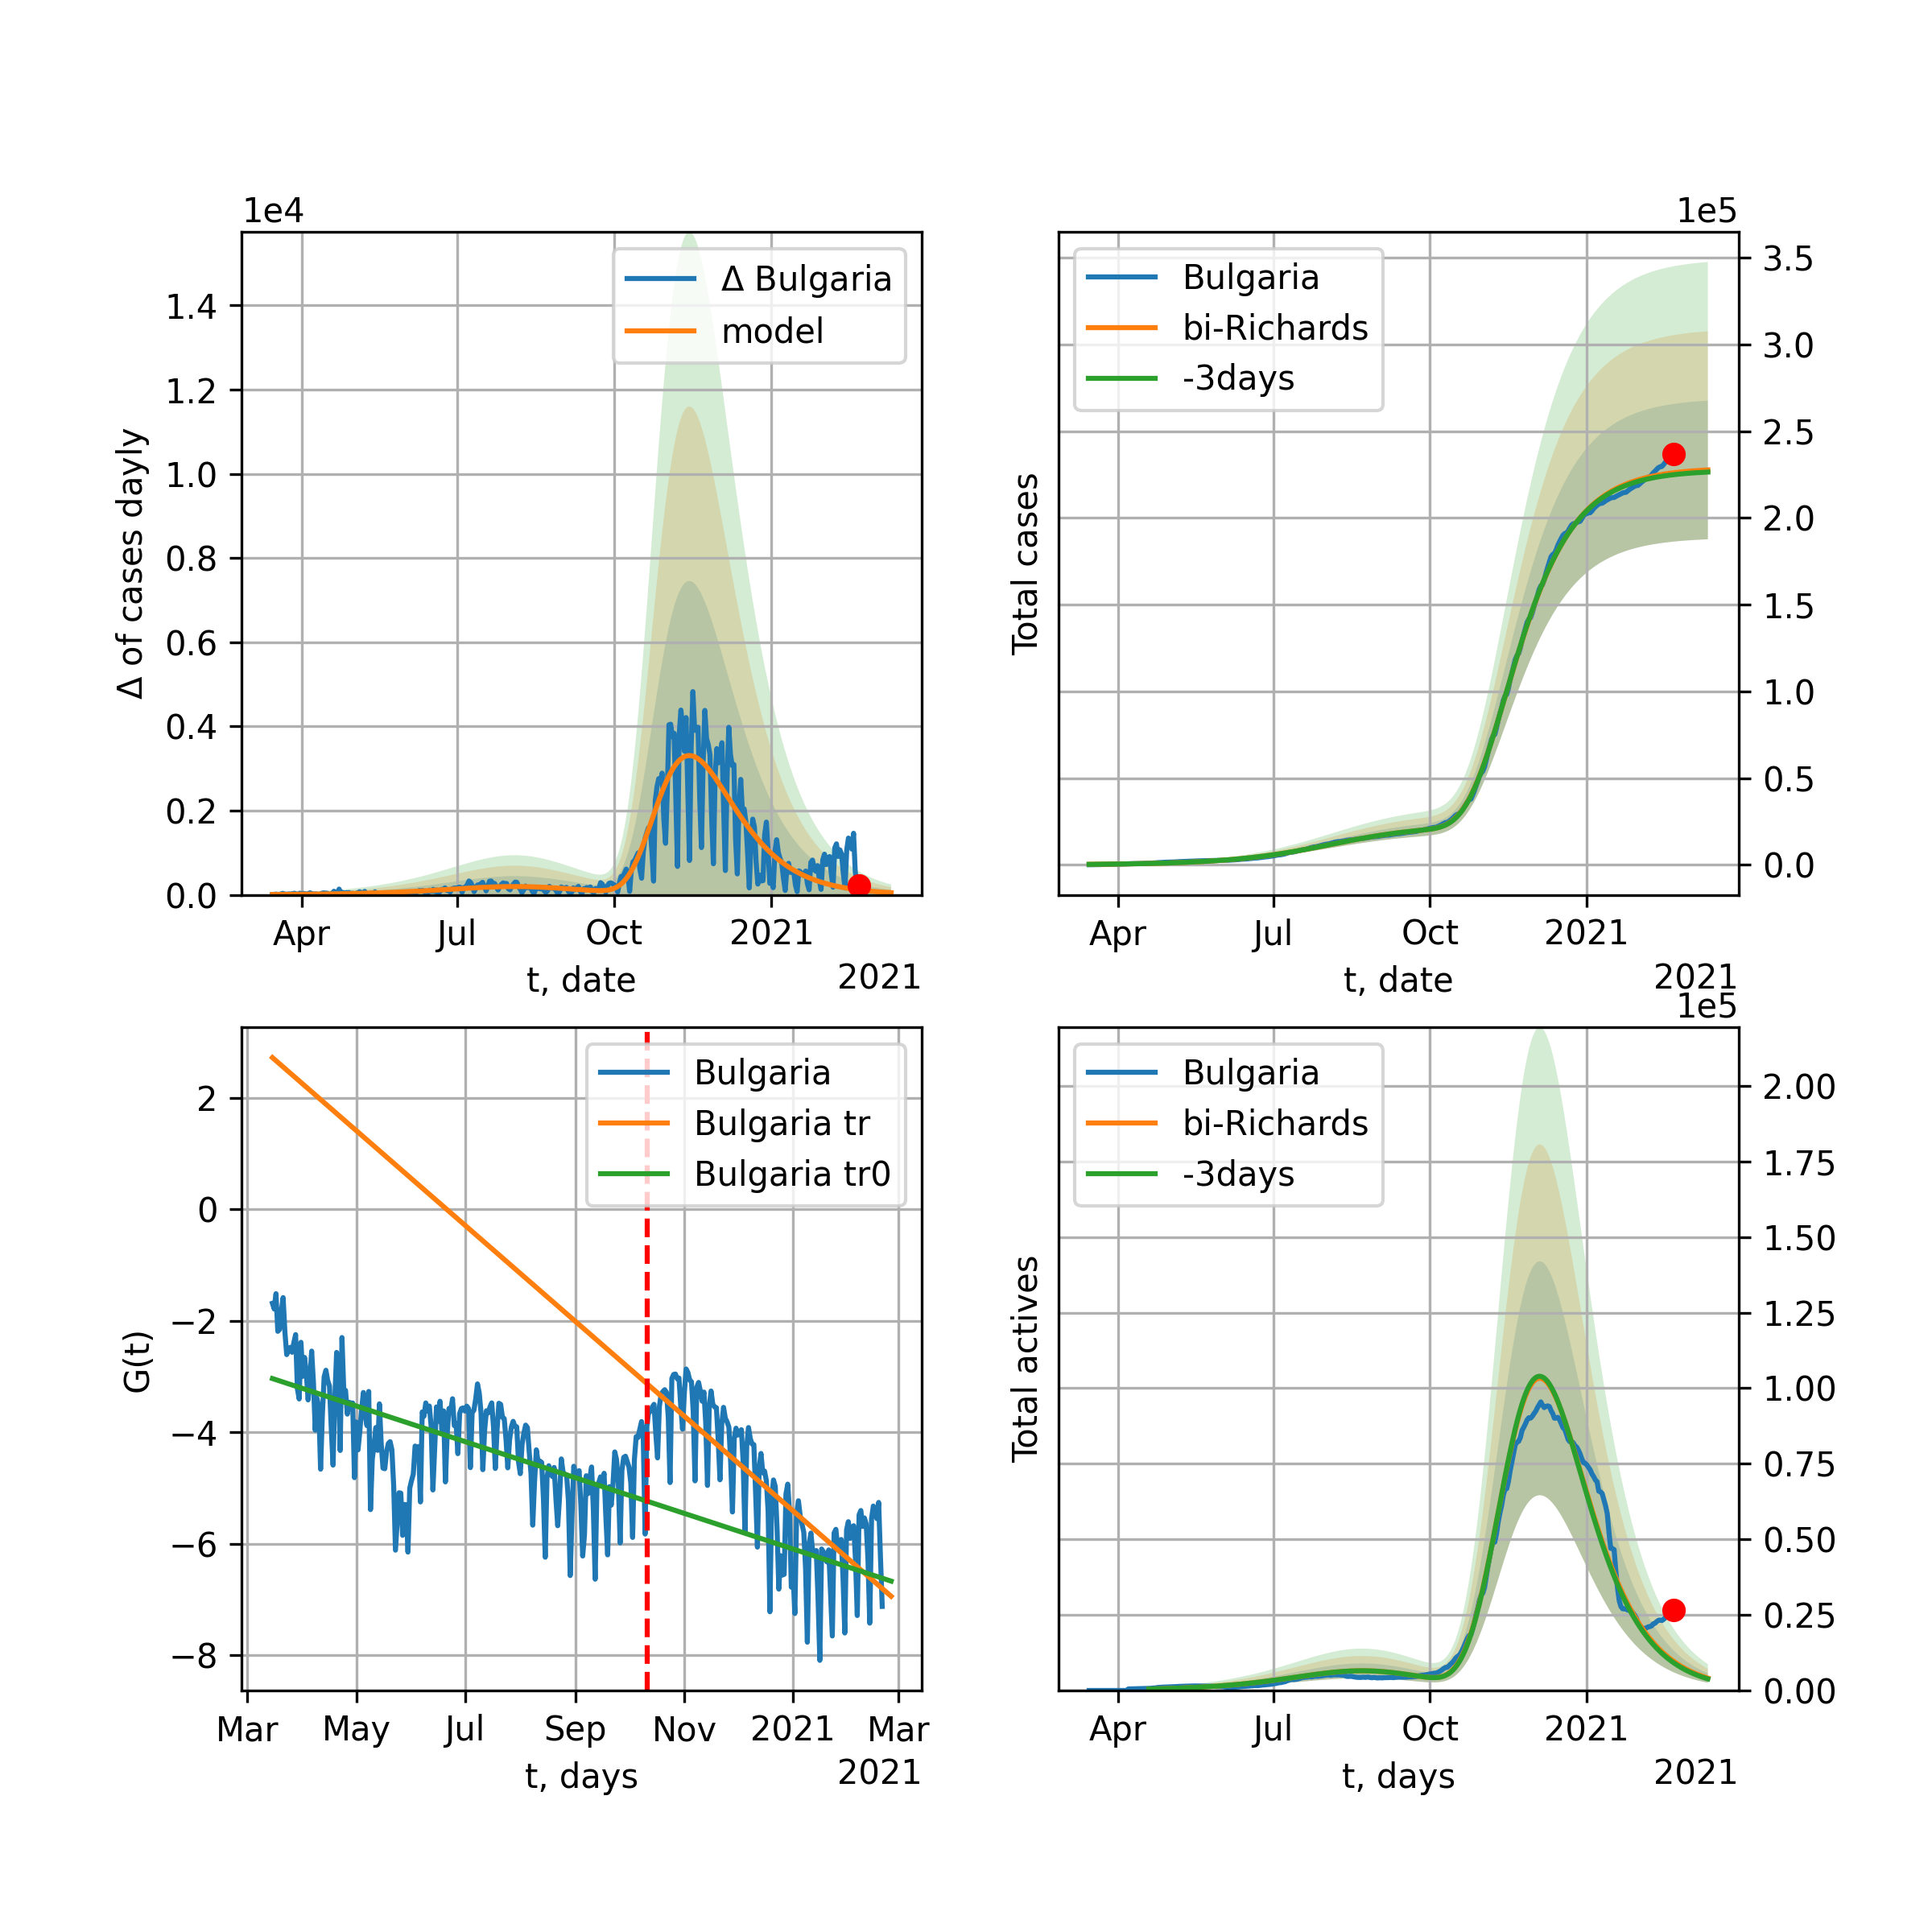 1e4
Δ Bulgaria
model
1.4
1.2
1.0
0.8
0.6
0.4
0.2
0.0
Δ of cases dayly
Apr
Jul
Oct
2021
t, date
2021
1e5
Bulgaria
bi-Richards
-3days
3.5
3.0
2.5
2.0
1.5
1.0
0.5
0.0
Total cases
Apr
Jul
Oct
2021
t, date
2021
Bulgaria
Bulgaria tr
Bulgaria tr0
2
0
−2
−4
−6
−8
G(t)
Mar
May
Jul
Sep
Nov
2021
Mar
t, days
2021
1e5
Bulgaria
bi-Richards
-3days
2.00
1.75
1.50
1.25
1.00
0.75
0.50
0.25
0.00
Total actives
Apr
Jul
Oct
2021
t, days
2021